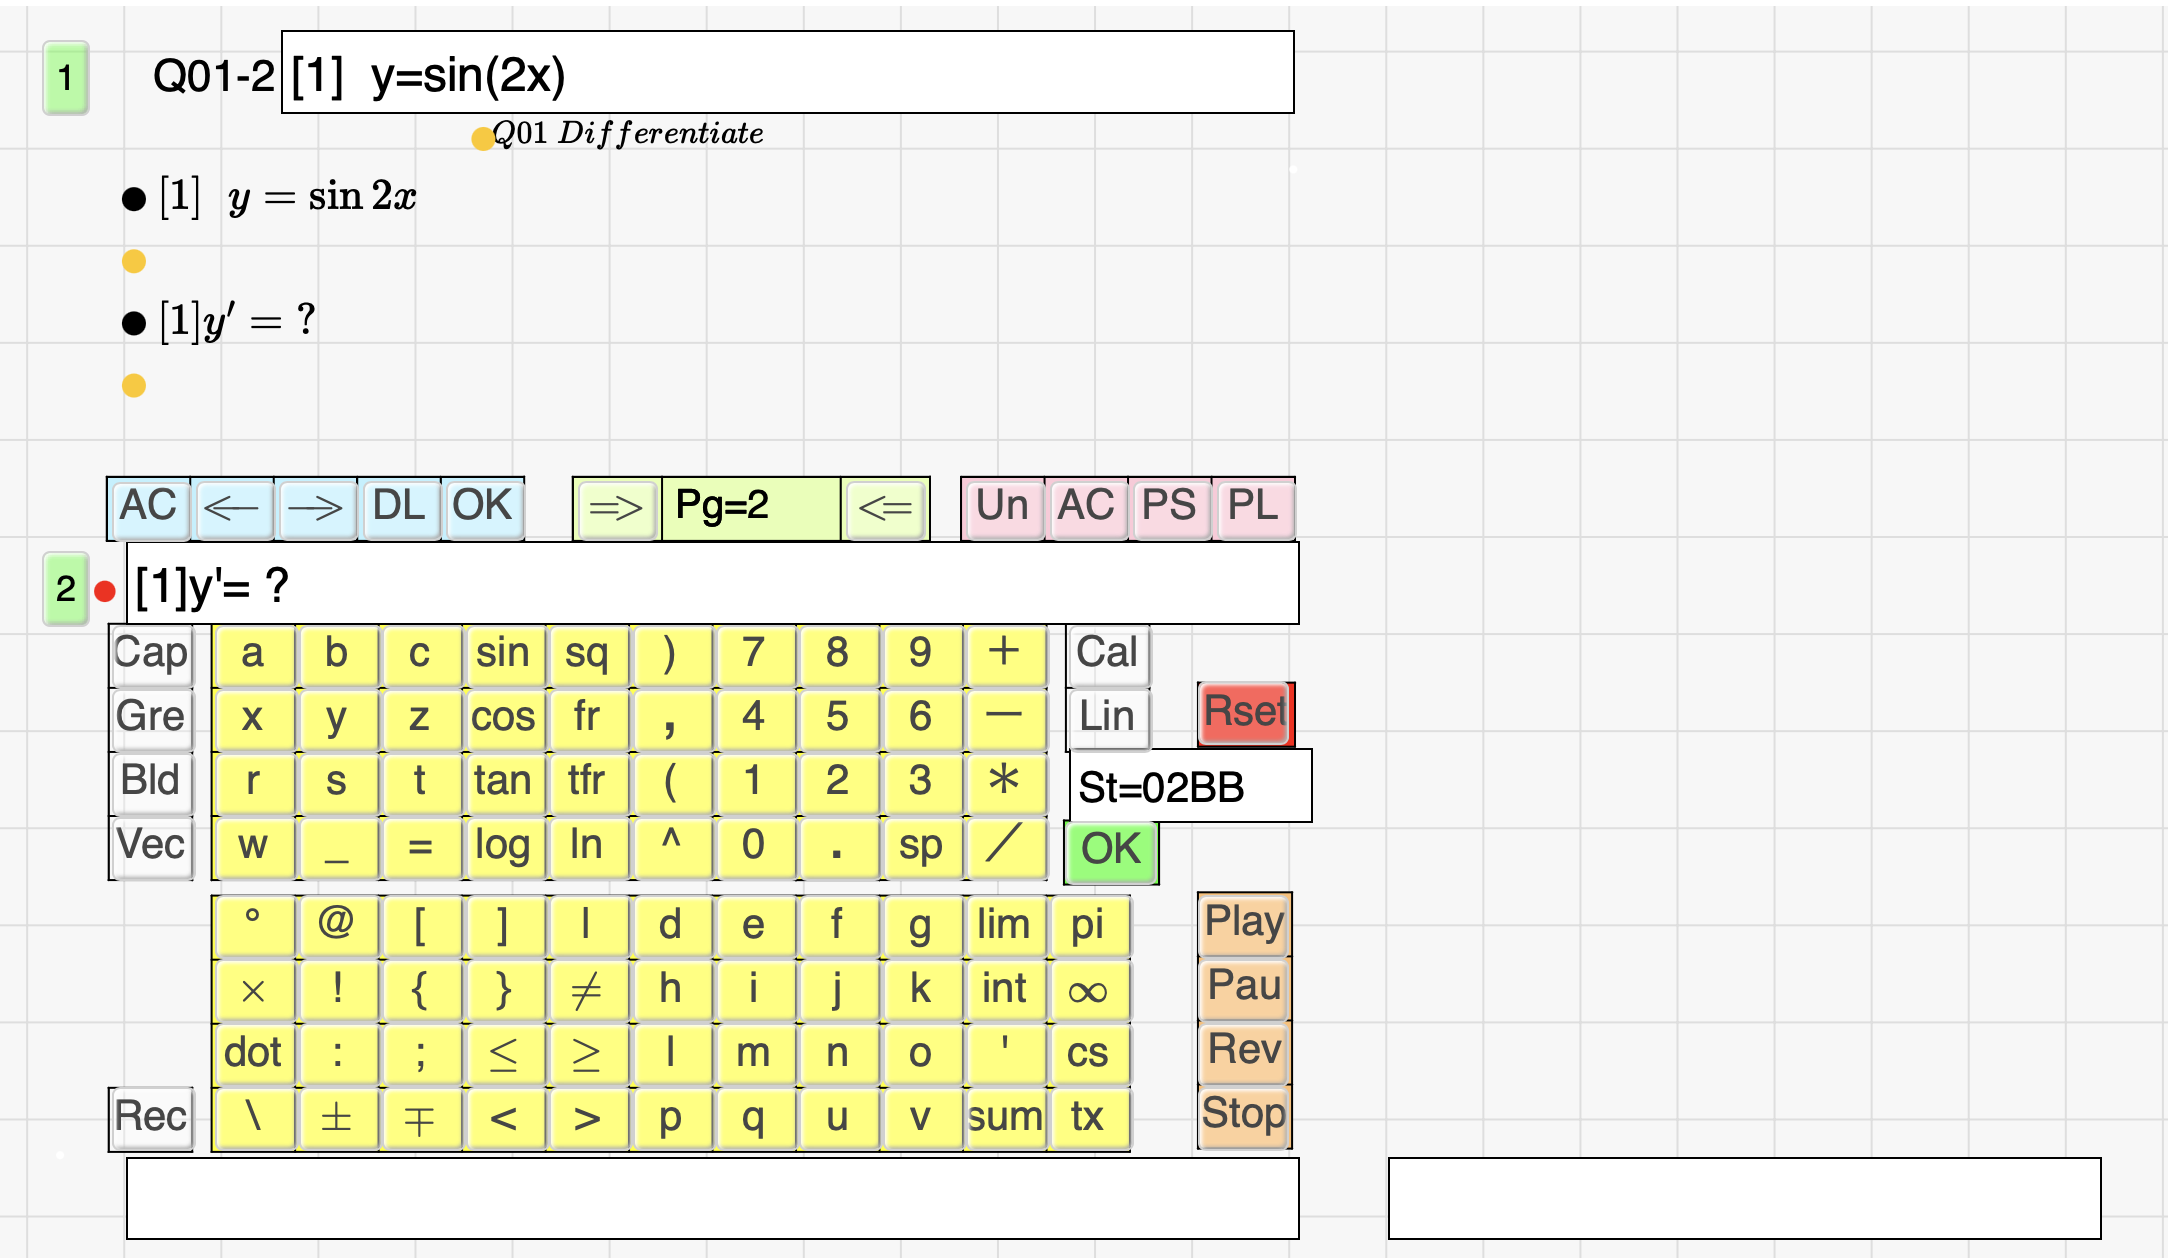 1 Q01-2 [1]  y=sin(2x)
Q01 Differentiate
[1] y = sin 2x
[1]y′ = ?
AC ⟵ ⟶ DL OK => Pg=2 <= Un AC PS PL
2 [1]y'= ?
Cap a b c sin sq ) 7 8 9 + Cal
Gre x y z cos fr , 4 5 6 — Lin Rset
Bld r s t tan tfr ( 1 2 3 * St=02BB
Vec w _ = log ln ^ 0 . sp / OK
° @ [ ] l d e f g lim pi Play
× ! { } ≠ h i j k int ∞ Pau
dot : ; ≤ ≥ l m n o ' cs Rev
Rec \ ± ∓ < > p q u v sum tx Stop